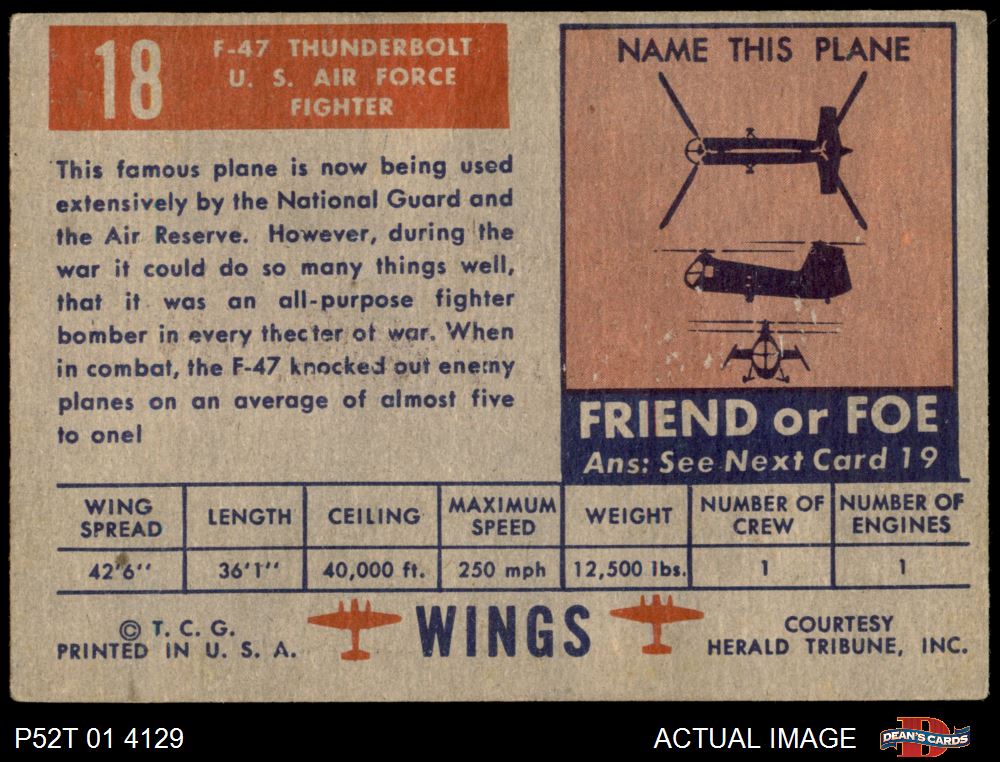 18
F-47 THUNDERBOLT
U. S. AIR FORCE
FIGHTER
This famous plane is now being used
extensively by the National Guard and
the Air Reserve. However, during the
war it could do so many things well,
that it was an all-purpose fighter
bomber in every thecter of war. When
in combat, the F-47 knocked out enemy
planes on an average of almost five
to one!
NAME THIS PLANE
FRIEND or FOE
Ans: See Next Card 19
WING SPREAD LENGTH CEILING MAXIMUM SPEED WEIGHT NUMBER OF CREW NUMBER OF ENGINES
42'6'' 36'1'' 40,000 ft. 250 mph 12,500 lbs. 1 1
© T. C. G.
PRINTED IN U. S. A.
WINGS
COURTESY
HERALD TRIBUNE, INC.
P52T 01 4129
ACTUAL IMAGE
D
DEAN'S CARDS